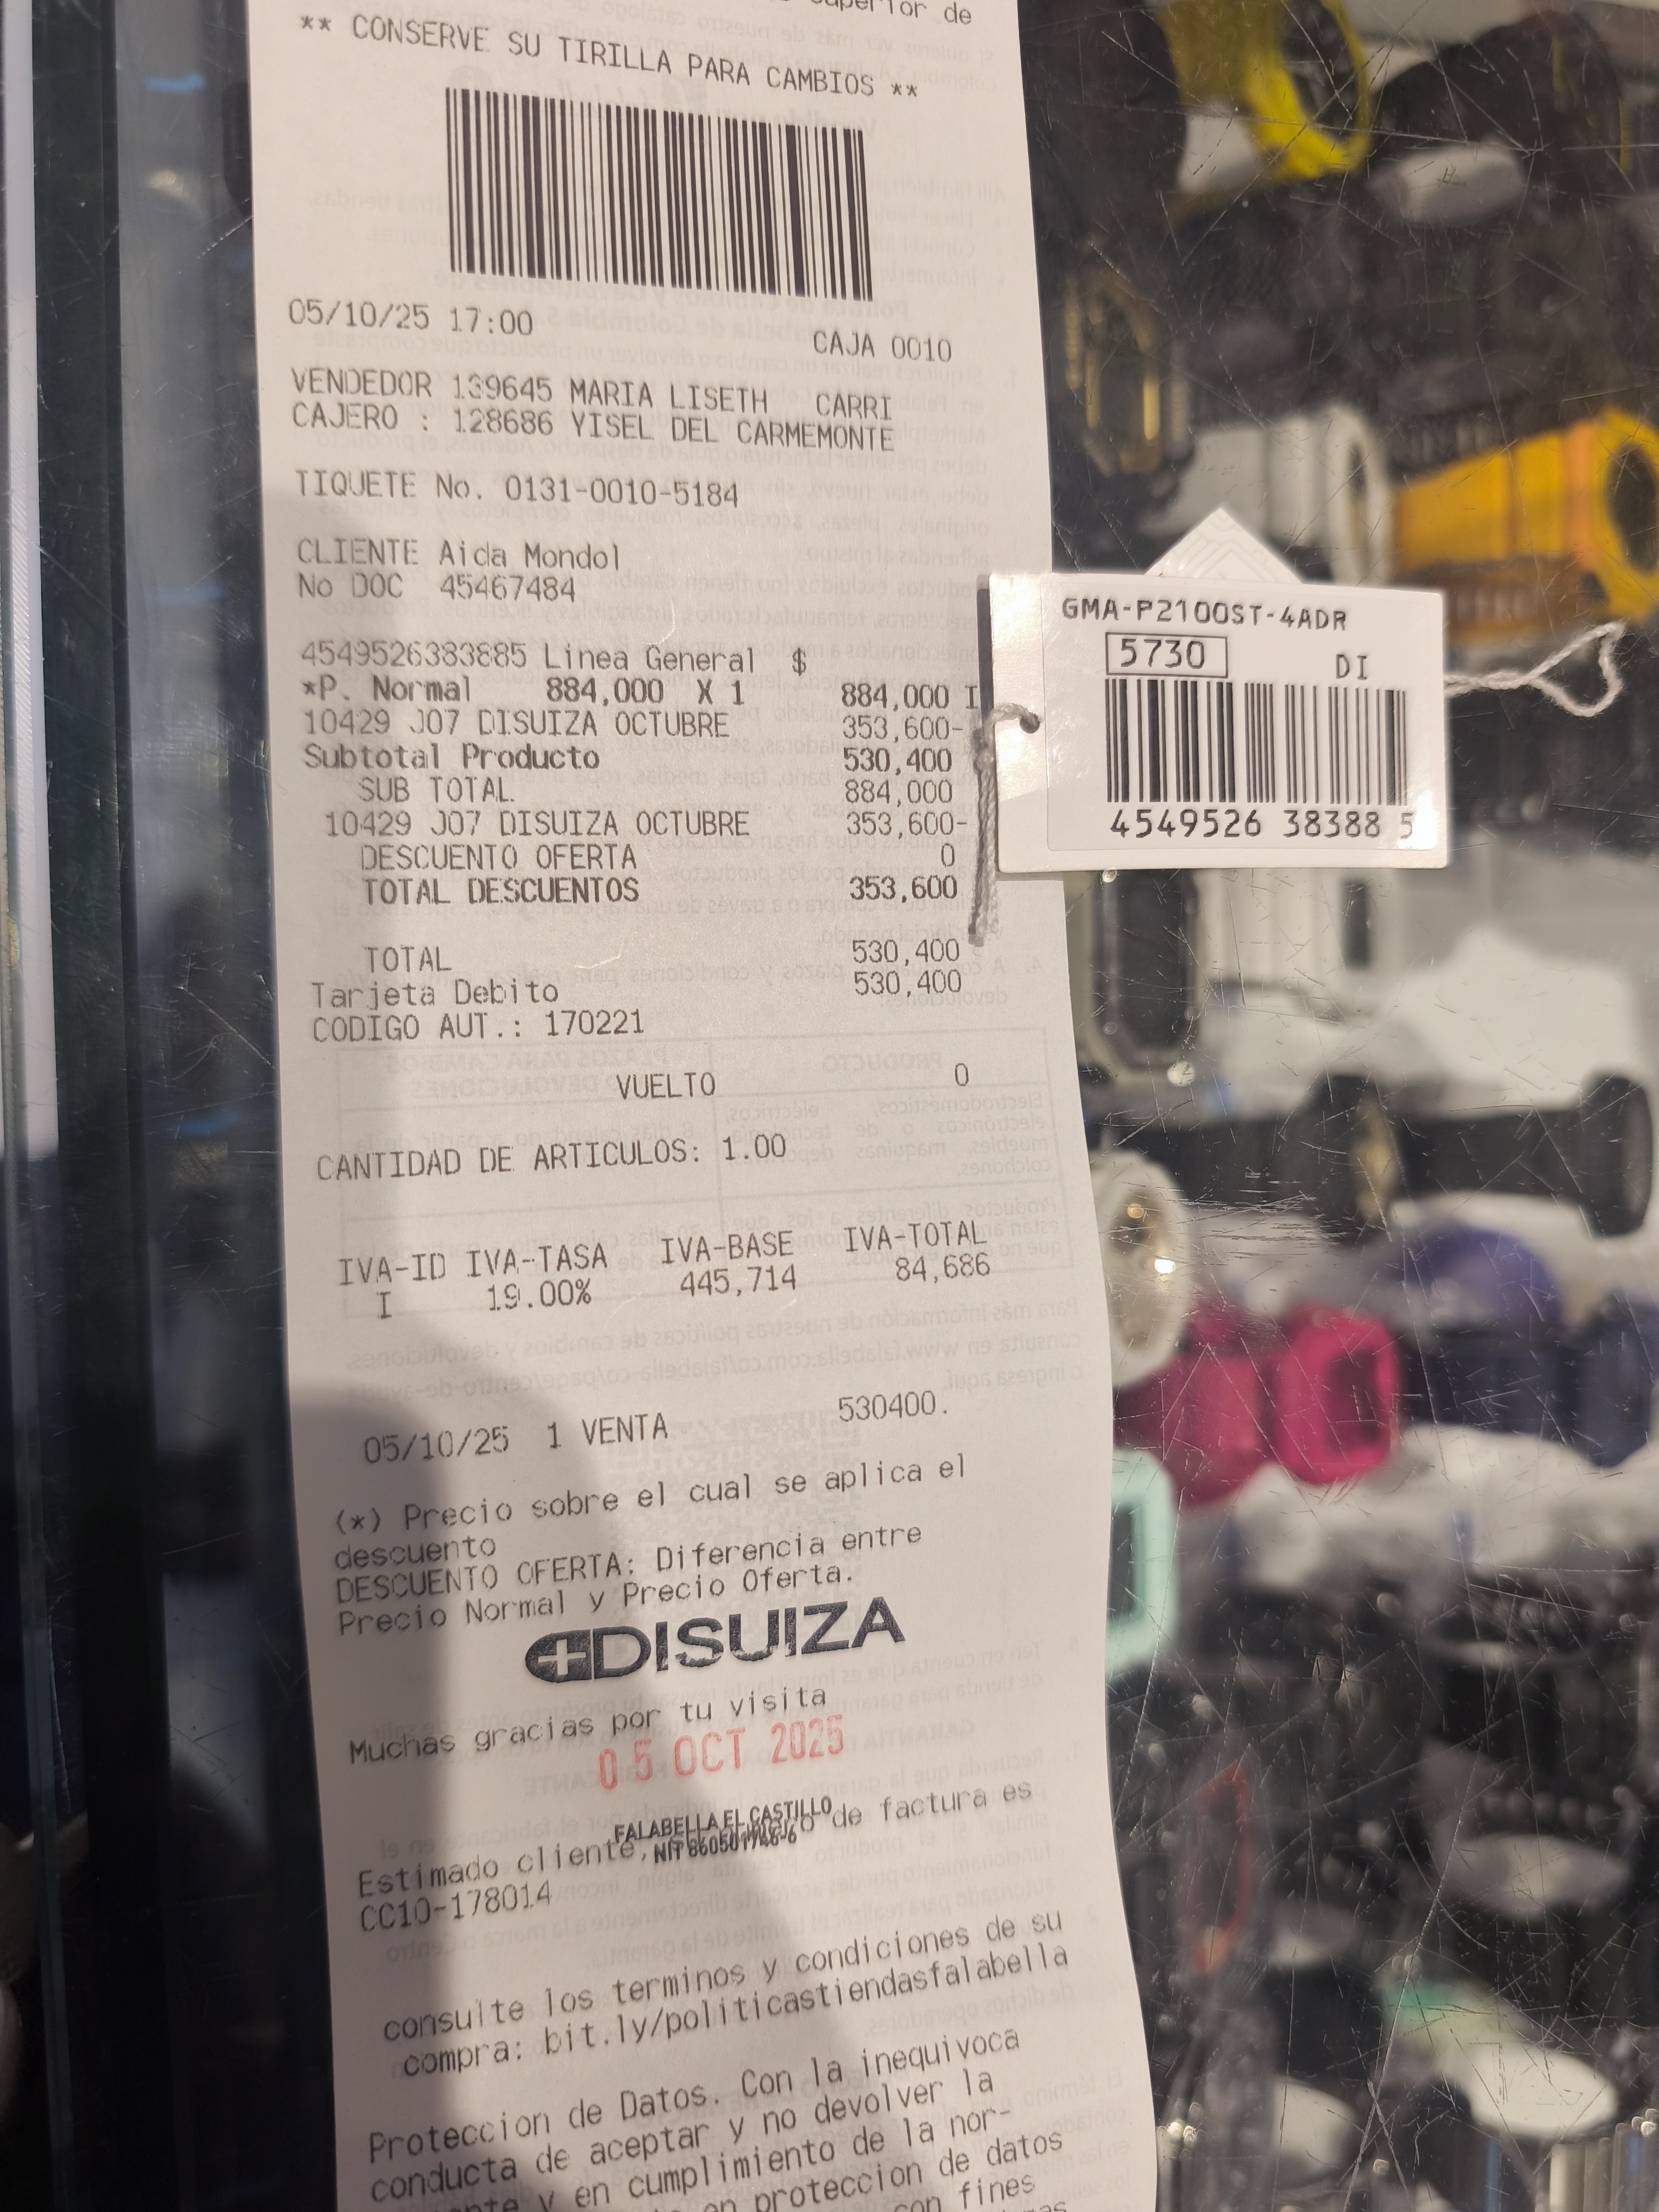 superior de
** CONSERVE SU TIRILLA PARA CAMBIOS **
05/10/25 17:00
CAJA 0010
VENDEDOR 139645 MARIA LISETH CARRI
CAJERO : 128686 YISEL DEL CARMEMONTE
TIQUETE No. 0131-0010-5184
CLIENTE Aida Mondol
No DOC 45467484
4549526383885 Linea General $
*P. Normal 884,000 X 1 884,000 I
10429 J07 DISUIZA OCTUBRE 353,600-
Subtotal Producto 530,400
SUB TOTAL 884,000
10429 J07 DISUIZA OCTUBRE 353,600-
DESCUENTO OFERTA 0
TOTAL DESCUENTOS 353,600
TOTAL 530,400
Tarjeta Debito 530,400
CODIGO AUT.: 170221
VUELTO 0
CANTIDAD DE ARTICULOS: 1.00
IVA-ID IVA-TASA IVA-BASE IVA-TOTAL
I 19.00% 445,714 84,686
05/10/25 1 VENTA 530400.
(*) Precio sobre el cual se aplica el
descuento
DESCUENTO OFERTA: Diferencia entre
Precio Normal y Precio Oferta.
DISUIZA
Muchas gracias por tu visita
05 OCT 2025
FALABELLA EL CASTILLO
NIT 860501746-6
Estimado cliente, de factura es
CC10-178014
consulte los terminos y condiciones de su
compra: bit.ly/politicastiendasfalabella
Proteccion de Datos. Con la inequivoca
conducta de aceptar y no devolver la
y en cumplimiento de la nor-
en proteccion de datos
con fines
GMA-P2100ST-4ADR
5730 DI
4549526 38388 5